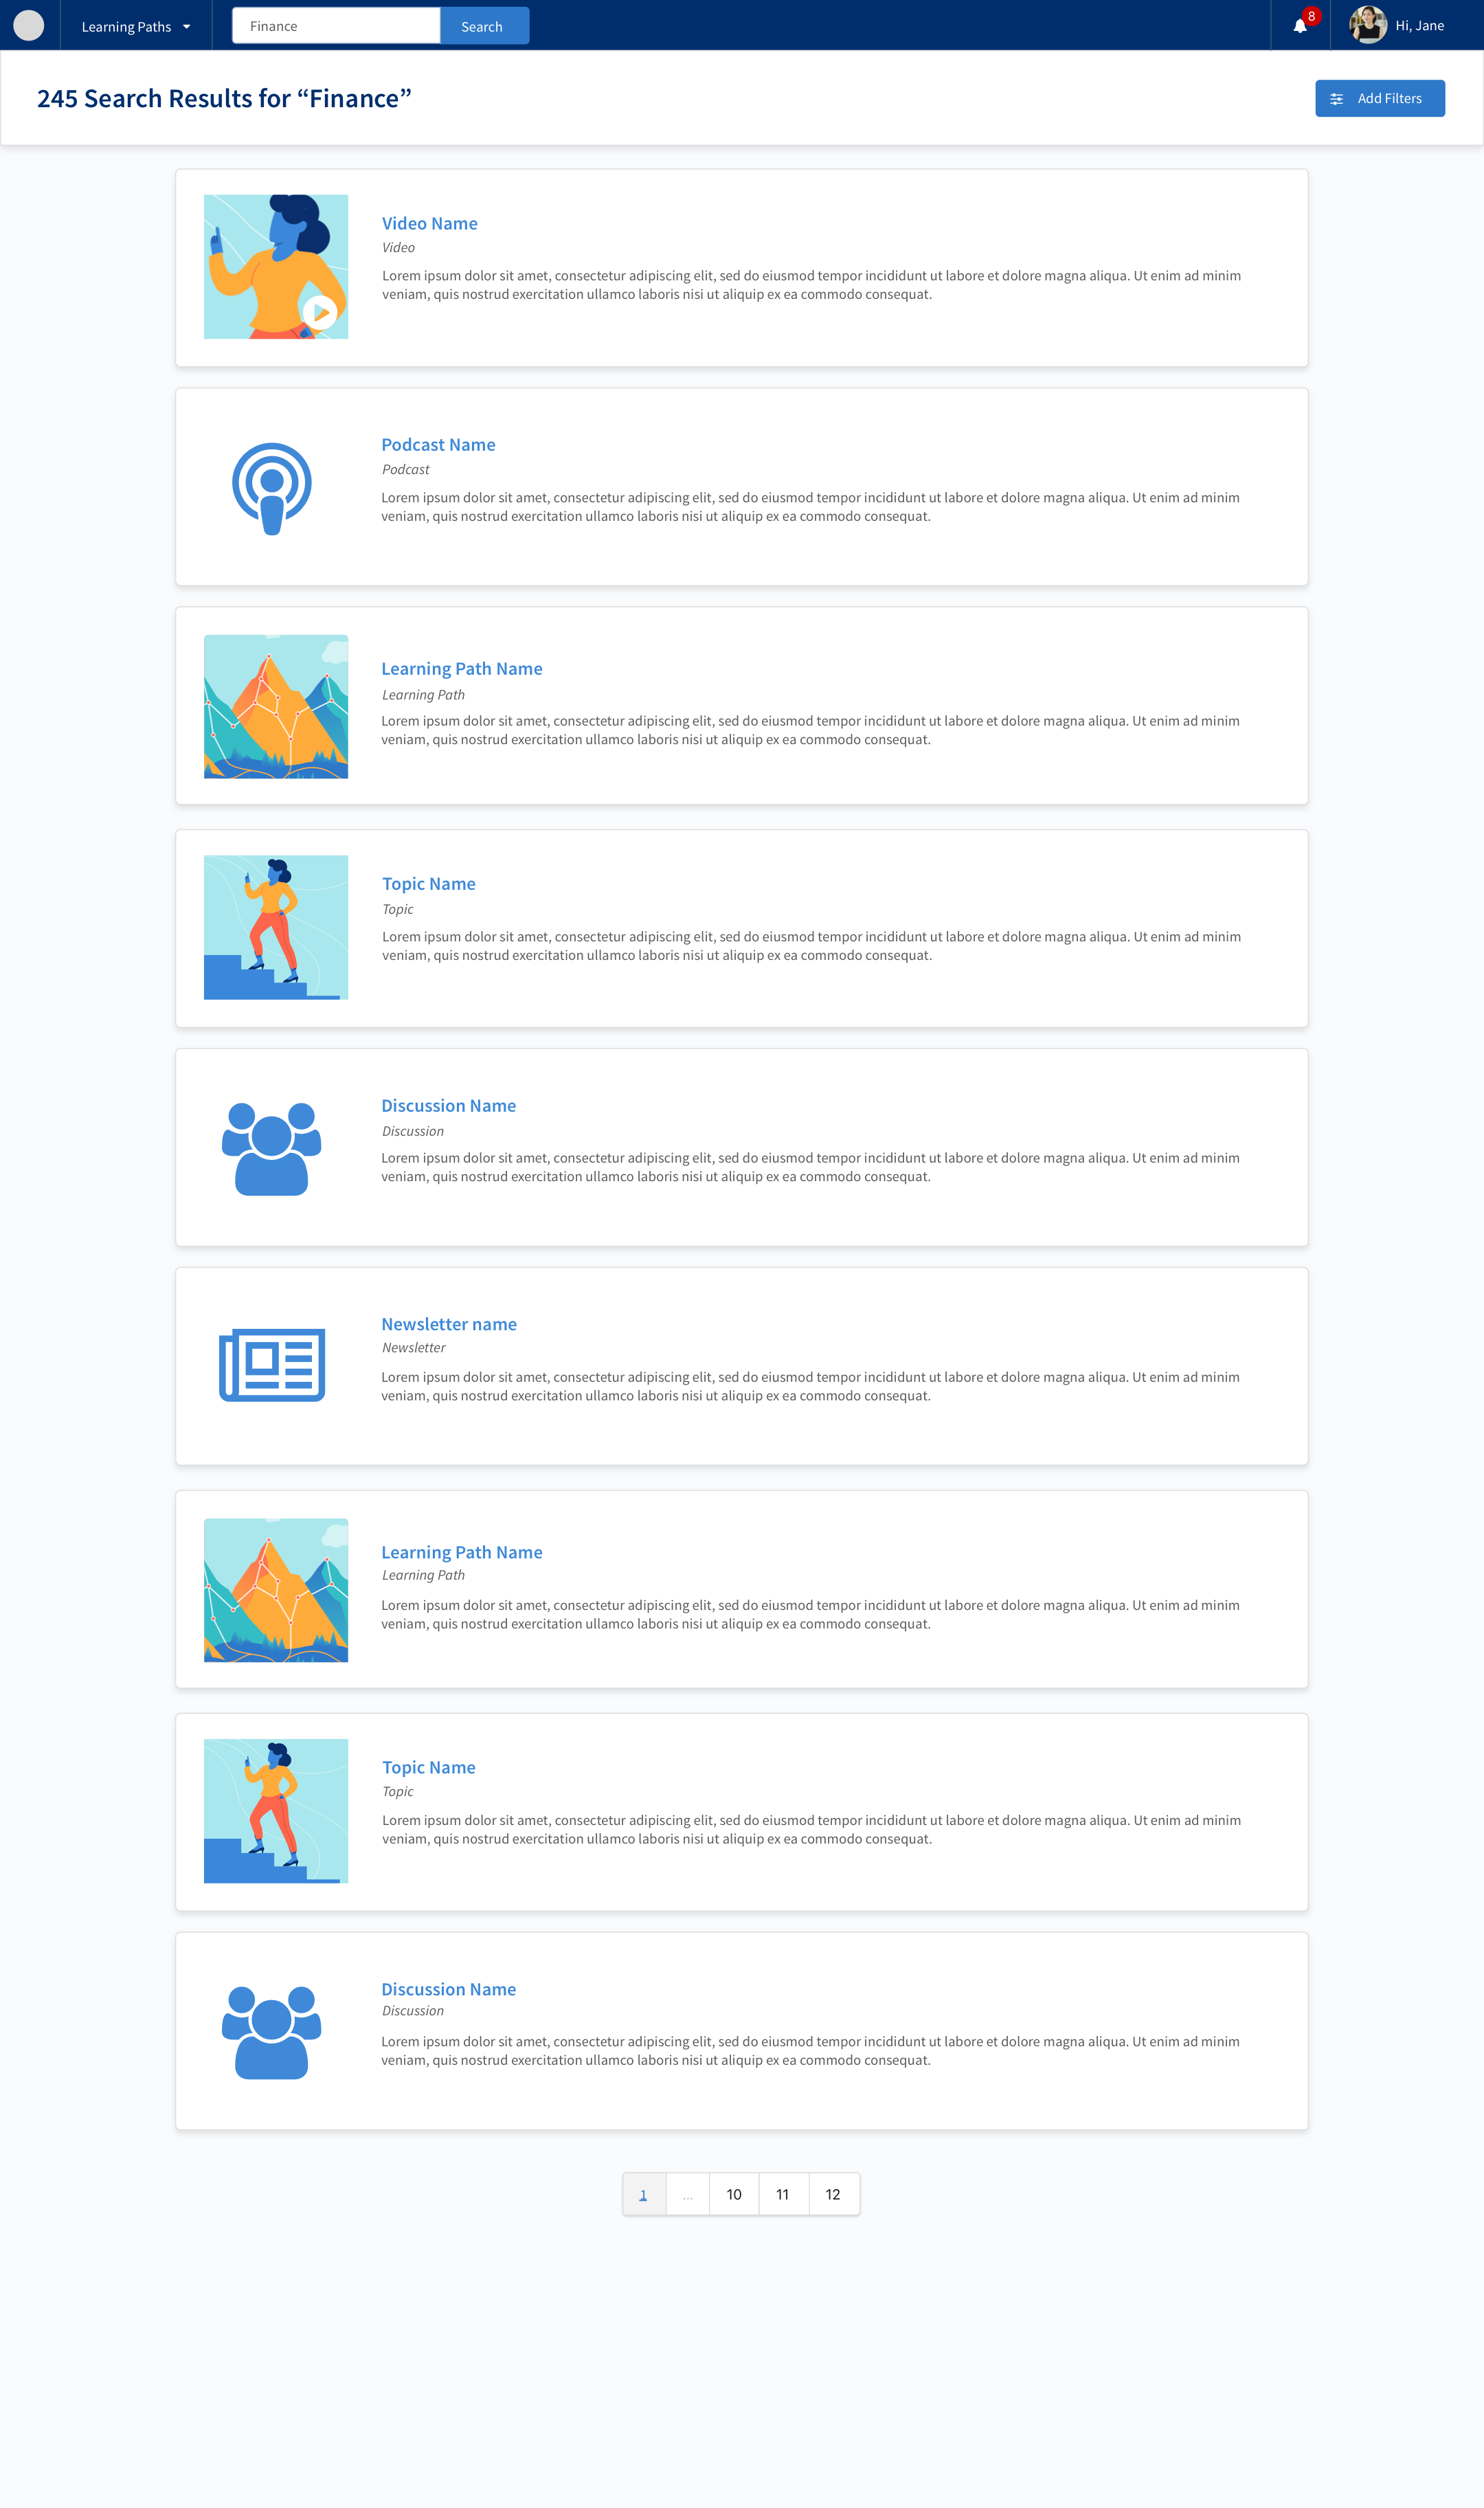 Learning Paths
Finance
Search
8
Hi, Jane
245 Search Results for “Finance”
Add Filters
Video Name
Video
Lorem ipsum dolor sit amet, consectetur adipiscing elit, sed do eiusmod tempor incididunt ut labore et dolore magna aliqua. Ut enim ad minim
veniam, quis nostrud exercitation ullamco laboris nisi ut aliquip ex ea commodo consequat.
Podcast Name
Podcast
Lorem ipsum dolor sit amet, consectetur adipiscing elit, sed do eiusmod tempor incididunt ut labore et dolore magna aliqua. Ut enim ad minim
veniam, quis nostrud exercitation ullamco laboris nisi ut aliquip ex ea commodo consequat.
Learning Path Name
Learning Path
Lorem ipsum dolor sit amet, consectetur adipiscing elit, sed do eiusmod tempor incididunt ut labore et dolore magna aliqua. Ut enim ad minim
veniam, quis nostrud exercitation ullamco laboris nisi ut aliquip ex ea commodo consequat.
Topic Name
Topic
Lorem ipsum dolor sit amet, consectetur adipiscing elit, sed do eiusmod tempor incididunt ut labore et dolore magna aliqua. Ut enim ad minim
veniam, quis nostrud exercitation ullamco laboris nisi ut aliquip ex ea commodo consequat.
Discussion Name
Discussion
Lorem ipsum dolor sit amet, consectetur adipiscing elit, sed do eiusmod tempor incididunt ut labore et dolore magna aliqua. Ut enim ad minim
veniam, quis nostrud exercitation ullamco laboris nisi ut aliquip ex ea commodo consequat.
Newsletter name
Newsletter
Lorem ipsum dolor sit amet, consectetur adipiscing elit, sed do eiusmod tempor incididunt ut labore et dolore magna aliqua. Ut enim ad minim
veniam, quis nostrud exercitation ullamco laboris nisi ut aliquip ex ea commodo consequat.
Learning Path Name
Learning Path
Lorem ipsum dolor sit amet, consectetur adipiscing elit, sed do eiusmod tempor incididunt ut labore et dolore magna aliqua. Ut enim ad minim
veniam, quis nostrud exercitation ullamco laboris nisi ut aliquip ex ea commodo consequat.
Topic Name
Topic
Lorem ipsum dolor sit amet, consectetur adipiscing elit, sed do eiusmod tempor incididunt ut labore et dolore magna aliqua. Ut enim ad minim
veniam, quis nostrud exercitation ullamco laboris nisi ut aliquip ex ea commodo consequat.
Discussion Name
Discussion
Lorem ipsum dolor sit amet, consectetur adipiscing elit, sed do eiusmod tempor incididunt ut labore et dolore magna aliqua. Ut enim ad minim
veniam, quis nostrud exercitation ullamco laboris nisi ut aliquip ex ea commodo consequat.
1 ... 10 11 12